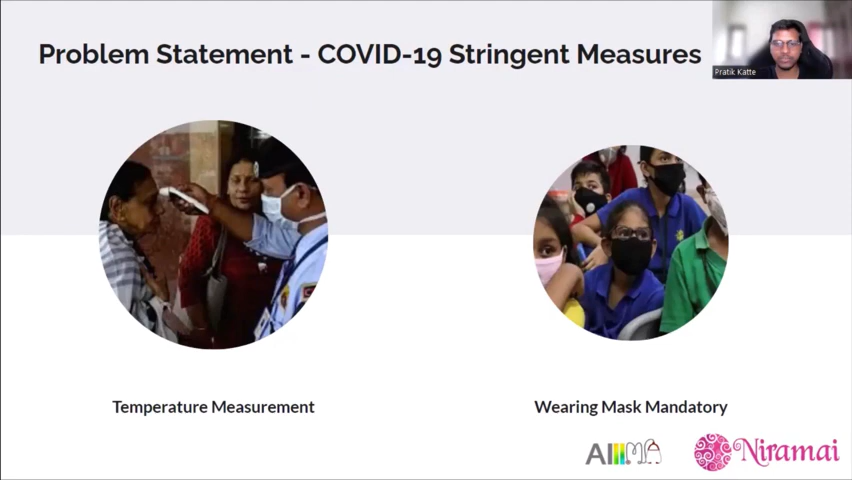 Problem Statement - COVID-19 Stringent Measures
Pratik Katte
Temperature Measurement
Wearing Mask Mandatory
AIIMA
Niramai